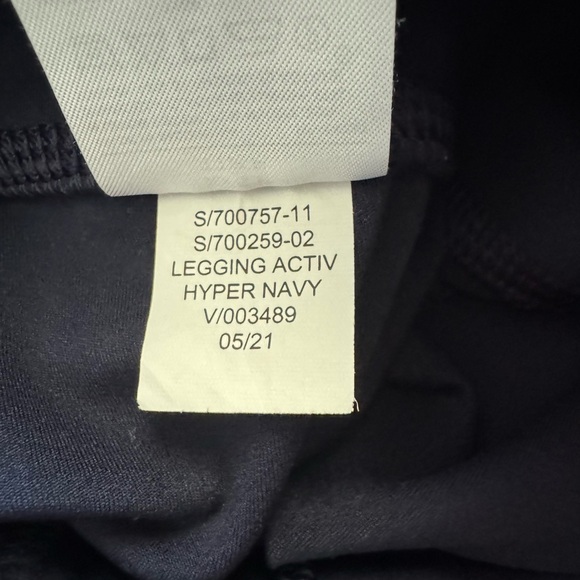 S/700757-11
S/700259-02
LEGGING ACTIV
HYPER NAVY
V/003489
05/21